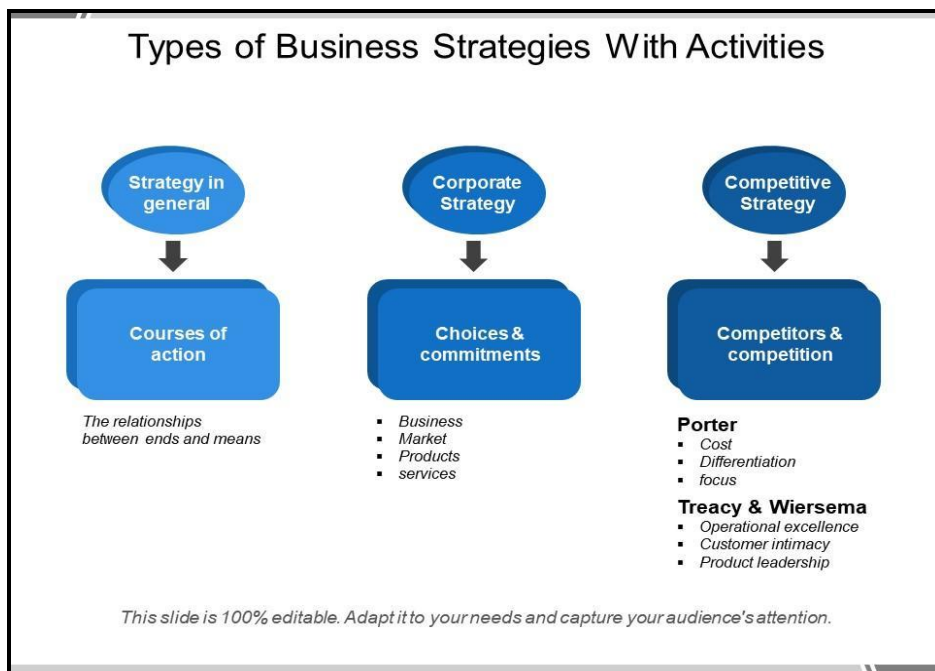 Types of Business Strategies With Activities
Strategy in
general
Courses of
action
The relationships
between ends and means
Corporate
Strategy
Choices &
commitments
▪ Business
▪ Market
▪ Products
▪ services
Competitive
Strategy
Competitors &
competition
Porter
▪ Cost
▪ Differentiation
▪ focus
Treacy & Wiersema
▪ Operational excellence
▪ Customer intimacy
▪ Product leadership
This slide is 100% editable. Adapt it to your needs and capture your audience's attention.